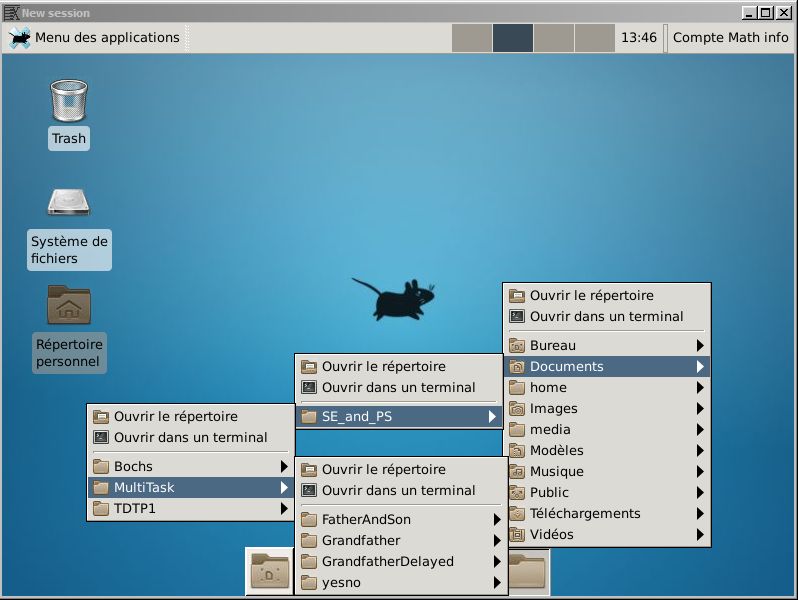 New session
Menu des applications
13:46
Compte Math info
Trash
Système de
fichiers
Répertoire
personnel
Ouvrir le répertoire
Ouvrir dans un terminal
Bureau
Documents
home
Images
media
Modèles
Musique
Public
Téléchargements
Vidéos
Ouvrir le répertoire
Ouvrir dans un terminal
SE_and_PS
Ouvrir le répertoire
Ouvrir dans un terminal
Bochs
MultiTask
TDTP1
Ouvrir le répertoire
Ouvrir dans un terminal
FatherAndSon
Grandfather
GrandfatherDelayed
yesno